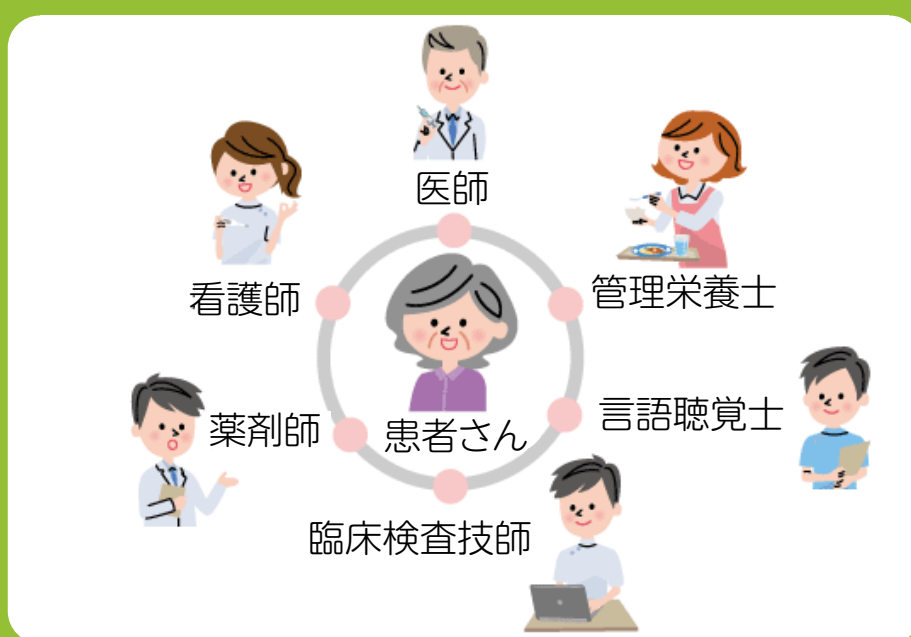 医師
看護師
管理栄養士
薬剤師
患者さん
言語聴覚士
臨床検査技師